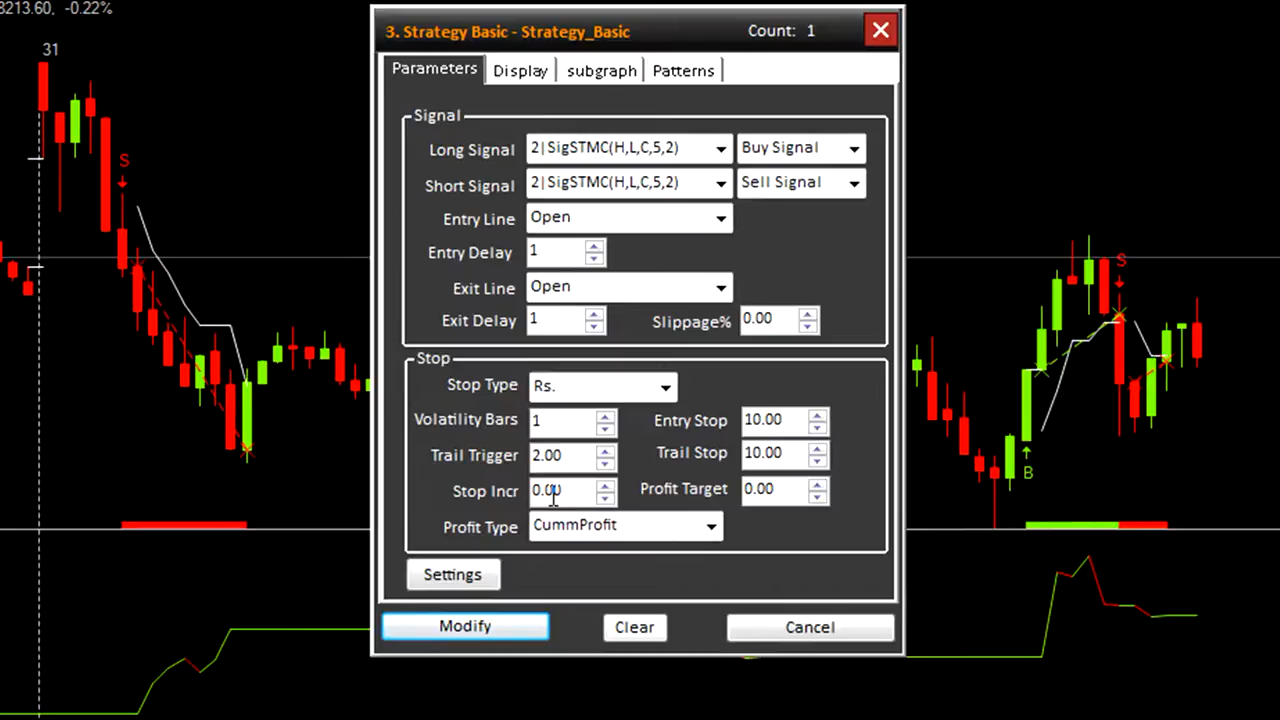 8213.60, -0.22%
31
3. Strategy Basic - Strategy_Basic Count: 1
Parameters Display subgraph Patterns
Signal
Long Signal 2|SigSTMC(H,L,C,5,2) Buy Signal
Short Signal 2|SigSTMC(H,L,C,5,2) Sell Signal
Entry Line Open
Entry Delay 1
Exit Line Open
Exit Delay 1 Slippage% 0.00
Stop
Stop Type Rs.
Volatility Bars 1 Entry Stop 10.00
Trail Trigger 2.00 Trail Stop 10.00
Stop Incr 0.00 Profit Target 0.00
Profit Type CummProfit
Settings
Modify Clear Cancel
S
S
B